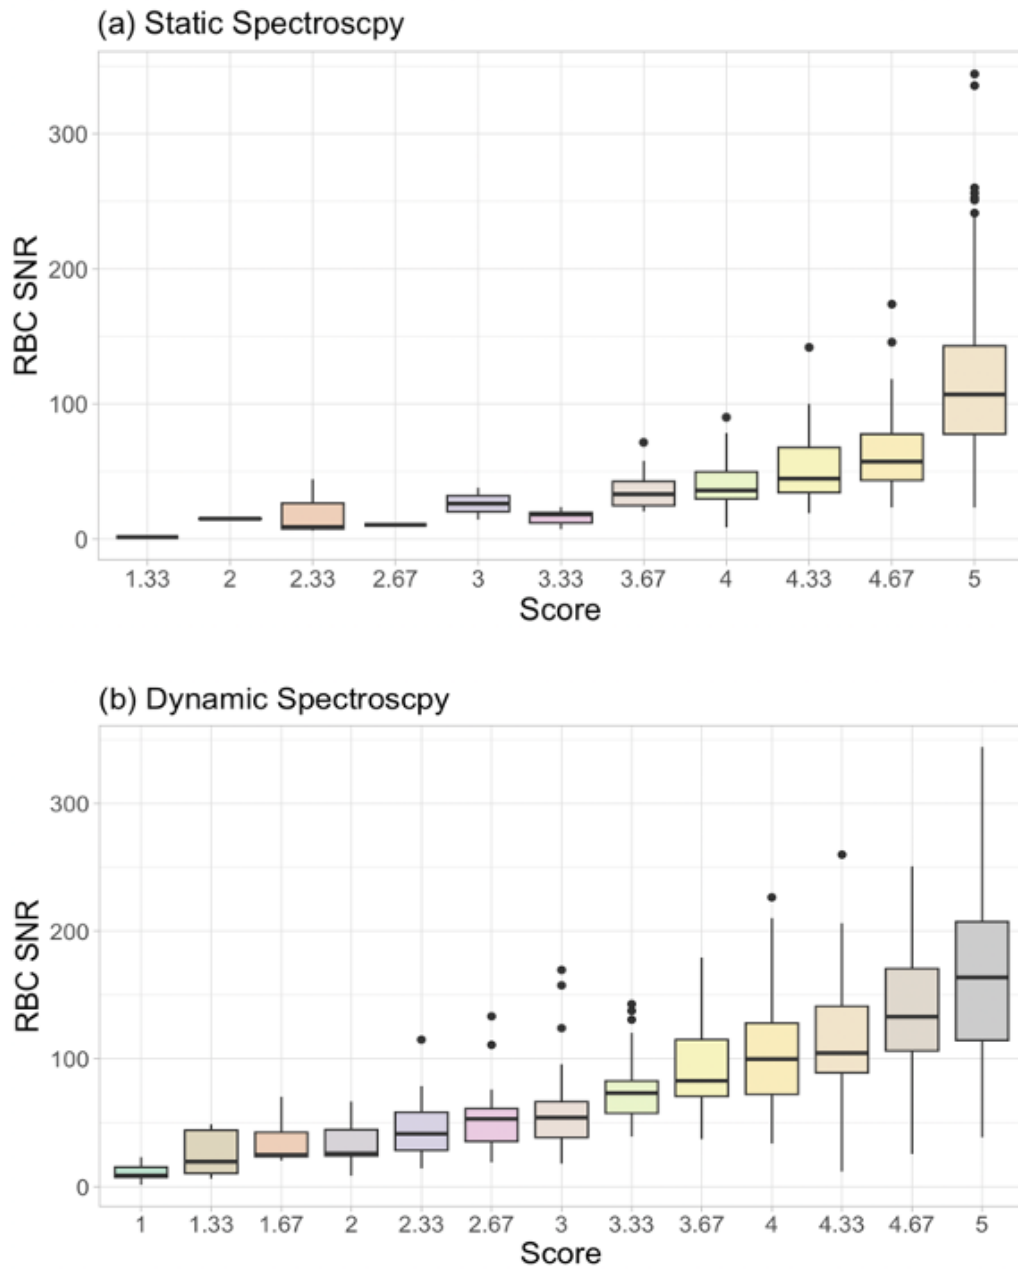 (a) Static Spectroscpy
RBC SNR
300
200
100
0
1.33 2 2.33 2.67 3 3.33 3.67 4 4.33 4.67 5
Score
(b) Dynamic Spectroscpy
RBC SNR
300
200
100
0
1 1.33 1.67 2 2.33 2.67 3 3.33 3.67 4 4.33 4.67 5
Score